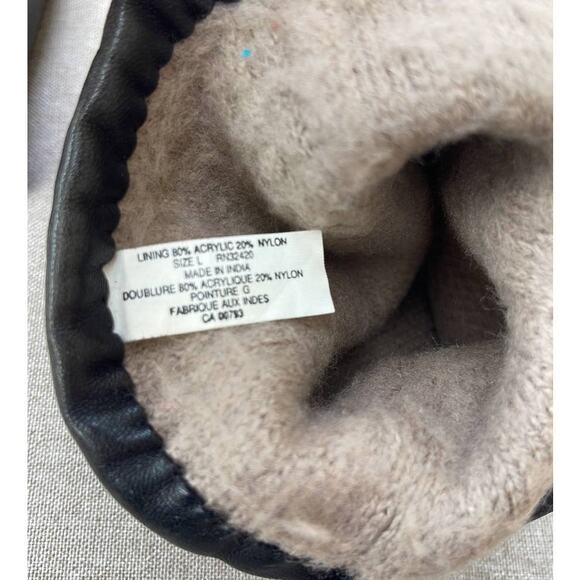 LINING 80% ACRYLIC 20% NYLON
SIZE L RN32420
MADE IN INDIA
DOUBLURE 80% ACRYLIQUE 20% NYLON
POINTURE G
FABRIQUE AUX INDES
CA 00793